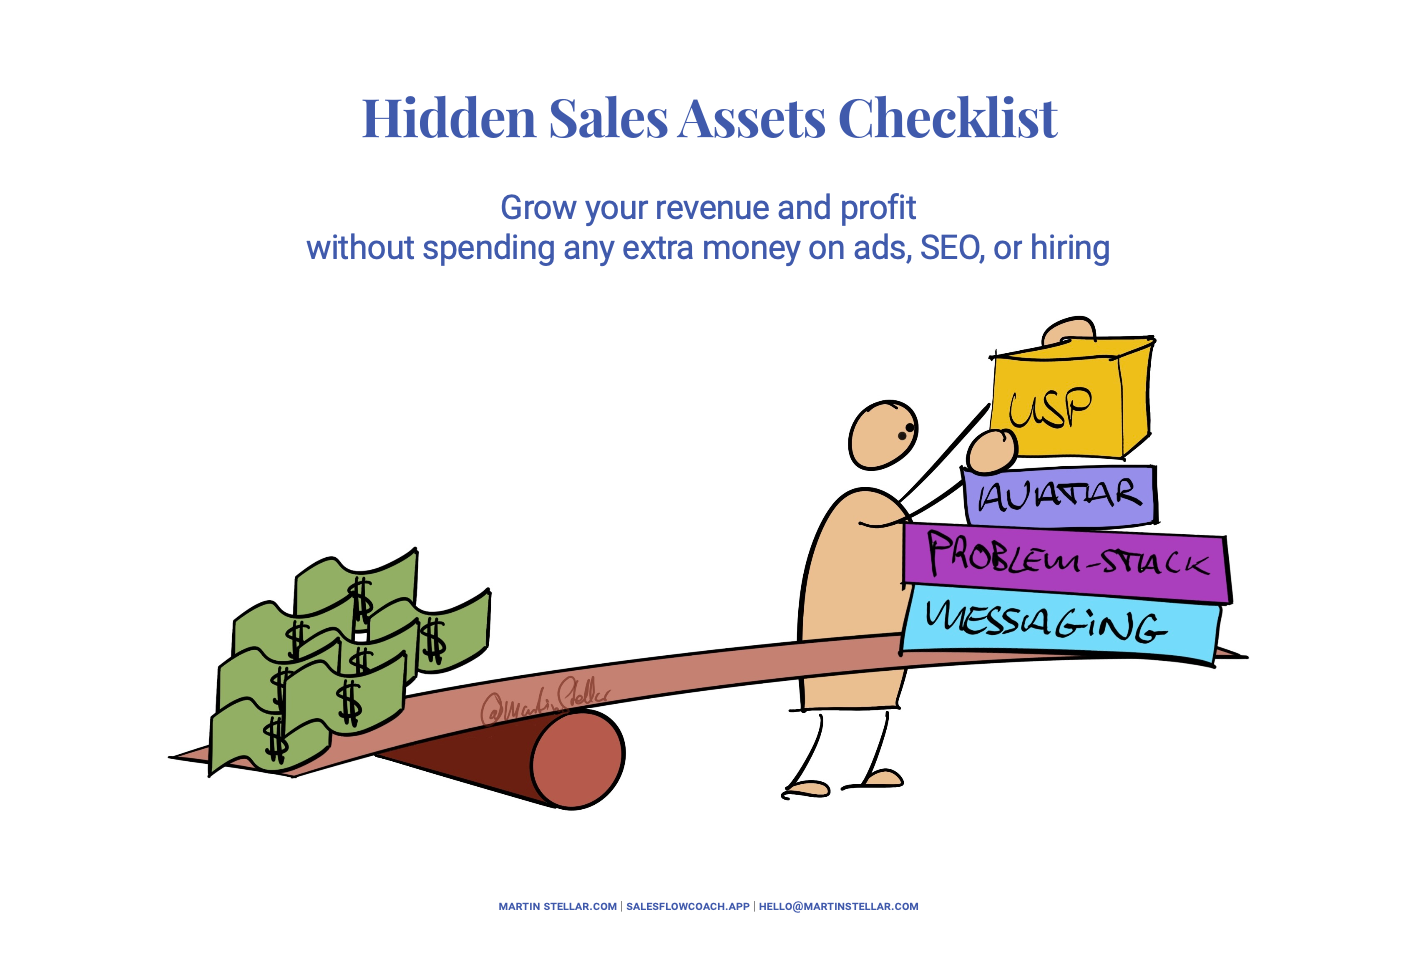 Hidden Sales Assets Checklist
Grow your revenue and profit
without spending any extra money on ads, SEO, or hiring
USP
AVATAR
PROBLEM-STACK
MESSAGING
$
$
$
$
$
$
$
@MartinStellar
MARTIN STELLAR.COM | SALESFLOWCOACH.APP | HELLO@MARTINSTELLAR.COM